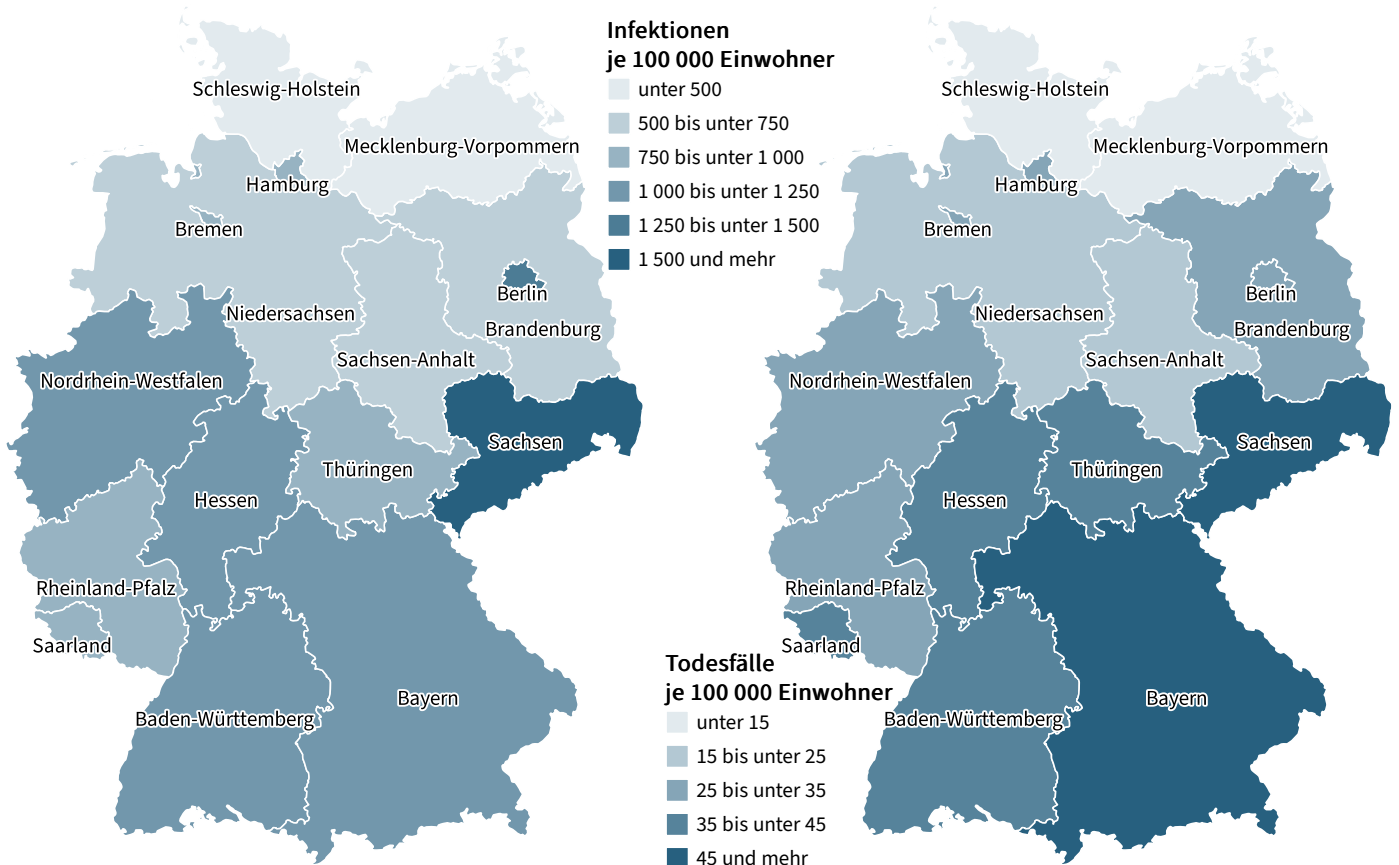 Infektionen
je 100 000 Einwohner
unter 500
500 bis unter 750
750 bis unter 1 000
1 000 bis unter 1 250
1 250 bis unter 1 500
1 500 und mehr
Schleswig-Holstein
Mecklenburg-Vorpommern
Hamburg
Bremen
Berlin
Niedersachsen
Brandenburg
Sachsen-Anhalt
Nordrhein-Westfalen
Sachsen
Thüringen
Hessen
Rheinland-Pfalz
Saarland
Bayern
Baden-Württemberg
Todesfälle
je 100 000 Einwohner
unter 15
15 bis unter 25
25 bis unter 35
35 bis unter 45
45 und mehr
Schleswig-Holstein
Mecklenburg-Vorpommern
Hamburg
Bremen
Berlin
Niedersachsen
Brandenburg
Sachsen-Anhalt
Nordrhein-Westfalen
Sachsen
Thüringen
Hessen
Rheinland-Pfalz
Saarland
Bayern
Baden-Württemberg